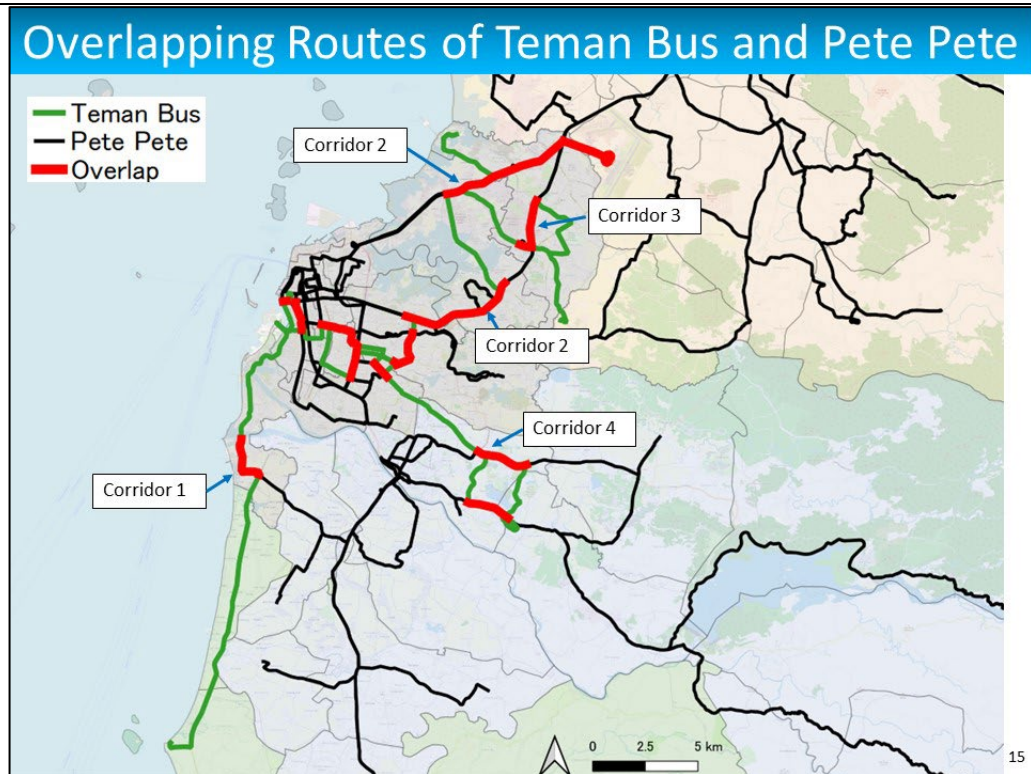 Overlapping Routes of Teman Bus and Pete Pete
Teman Bus
Pete Pete
Overlap
Corridor 2
Corridor 3
Corridor 2
Corridor 4
Corridor 1
0 2.5 5 km
15